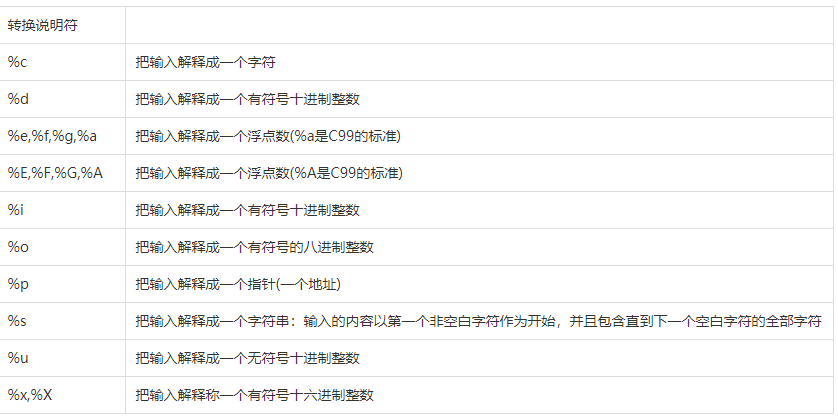 转换说明符
%c 把输入解释成一个字符
%d 把输入解释成一个有符号十进制整数
%e,%f,%g,%a 把输入解释成一个浮点数(%a是C99的标准)
%E,%F,%G,%A 把输入解释成一个浮点数(%A是C99的标准)
%i 把输入解释成一个有符号十进制整数
%o 把输入解释成一个有符号的八进制整数
%p 把输入解释成一个指针(一个地址)
%s 把输入解释成一个字符串：输入的内容以第一个非空白字符作为开始，并且包含直到下一个空白字符的全部字符
%u 把输入解释成一个无符号十进制整数
%x,%X 把输入解释称一个有符号十六进制整数